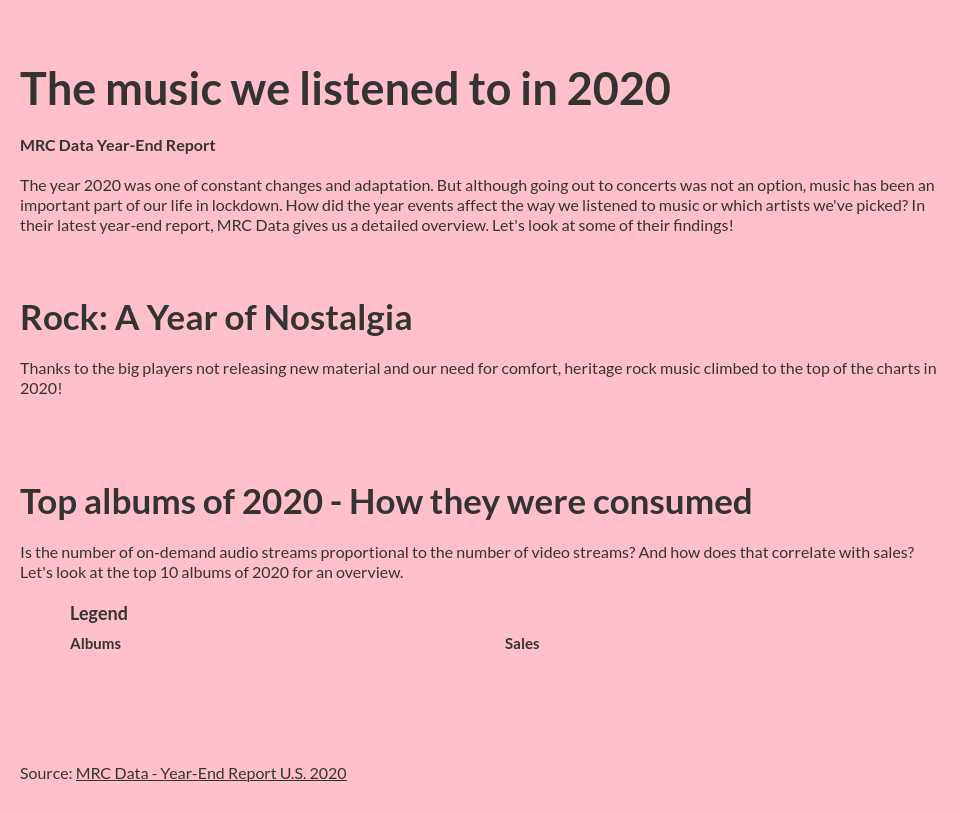 The music we listened to in 2020
MRC Data Year-End Report
The year 2020 was one of constant changes and adaptation. But although going out to concerts was not an option, music has been an
important part of our life in lockdown. How did the year events affect the way we listened to music or which artists we've picked? In
their latest year-end report, MRC Data gives us a detailed overview. Let's look at some of their findings!
Rock: A Year of Nostalgia
Thanks to the big players not releasing new material and our need for comfort, heritage rock music climbed to the top of the charts in
2020!
Top albums of 2020 - How they were consumed
Is the number of on-demand audio streams proportional to the number of video streams? And how does that correlate with sales?
Let's look at the top 10 albums of 2020 for an overview.
Legend
Albums Sales
Source: MRC Data - Year-End Report U.S. 2020